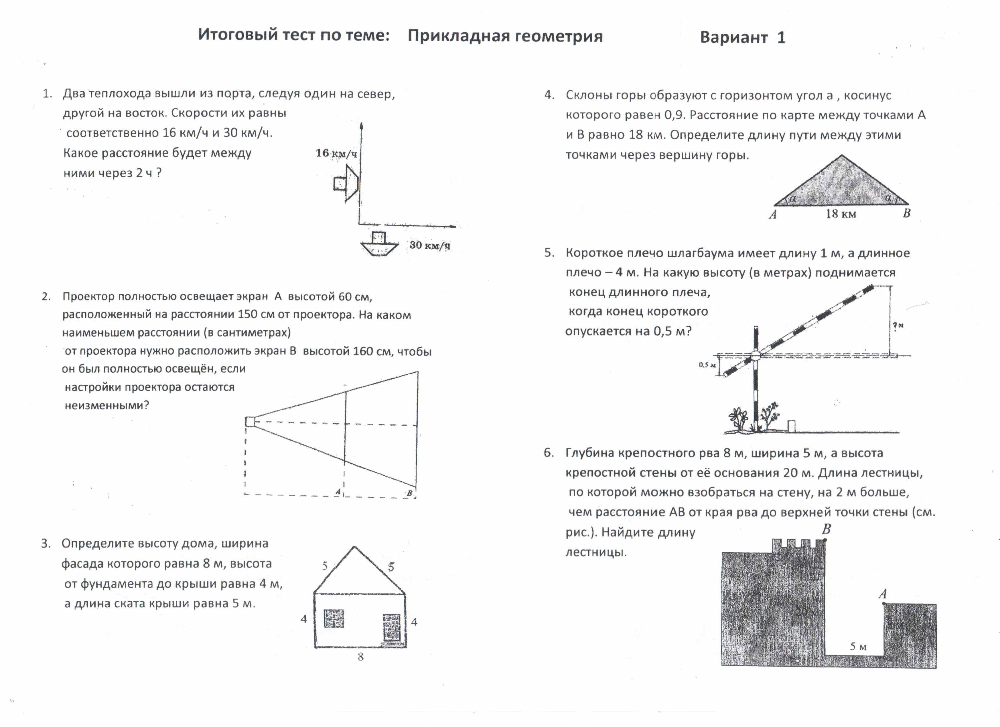 Итоговый тест по теме: Прикладная геометрия Вариант 1
1. Два теплохода вышли из порта, следуя один на север,
другой на восток. Скорости их равны
соответственно 16 км/ч и 30 км/ч.
Какое расстояние будет между
ними через 2 ч ?
16 км/ч
30 км/ч
2. Проектор полностью освещает экран А высотой 60 см,
расположенный на расстоянии 150 см от проектора. На каком
наименьшем расстоянии (в сантиметрах)
от проектора нужно расположить экран В высотой 160 см, чтобы
он был полностью освещён, если
настройки проектора остаются
неизменными?
A
B
3. Определите высоту дома, ширина
фасада которого равна 8 м, высота
от фундамента до крыши равна 4 м,
а длина ската крыши равна 5 м.
5
5
4
4
8
4. Склоны горы образуют с горизонтом угол а , косинус
которого равен 0,9. Расстояние по карте между точками А
и В равно 18 км. Определите длину пути между этими
точками через вершину горы.
α
α
A
18 км
B
5. Короткое плечо шлагбаума имеет длину 1 м, а длинное
плечо – 4 м. На какую высоту (в метрах) поднимается
конец длинного плеча,
когда конец короткого
опускается на 0,5 м?
? м
0,5 м
6. Глубина крепостного рва 8 м, ширина 5 м, а высота
крепостной стены от её основания 20 м. Длина лестницы,
по которой можно взобраться на стену, на 2 м больше,
чем расстояние АВ от края рва до верхней точки стены (см.
рис.). Найдите длину
лестницы.
B
A
20 м
8 м
5 м